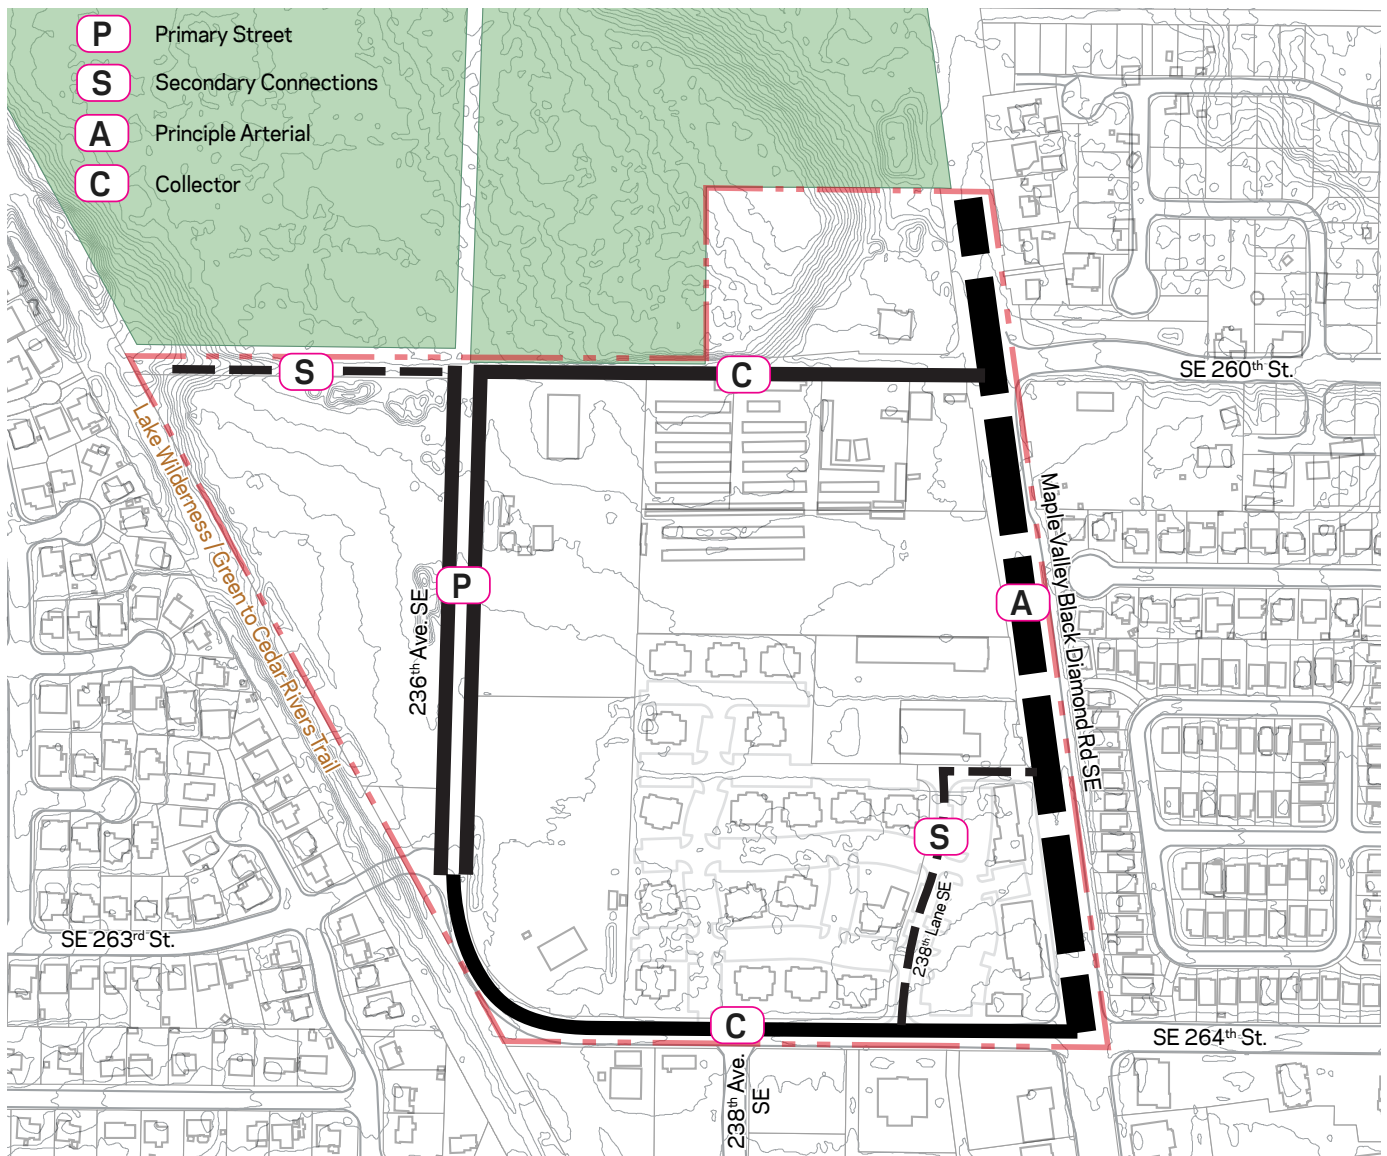 P Primary Street
S Secondary Connections
A Principle Arterial
C Collector
S
C
SE 260th St.
Lake Wilderness | Green to Cedar Rivers Trail
Maple Valley Black Diamond Rd SE
P
A
236th Ave. SE
S
238th Lane SE
SE 263rd St.
C
SE 264th St.
238th Ave.
SE